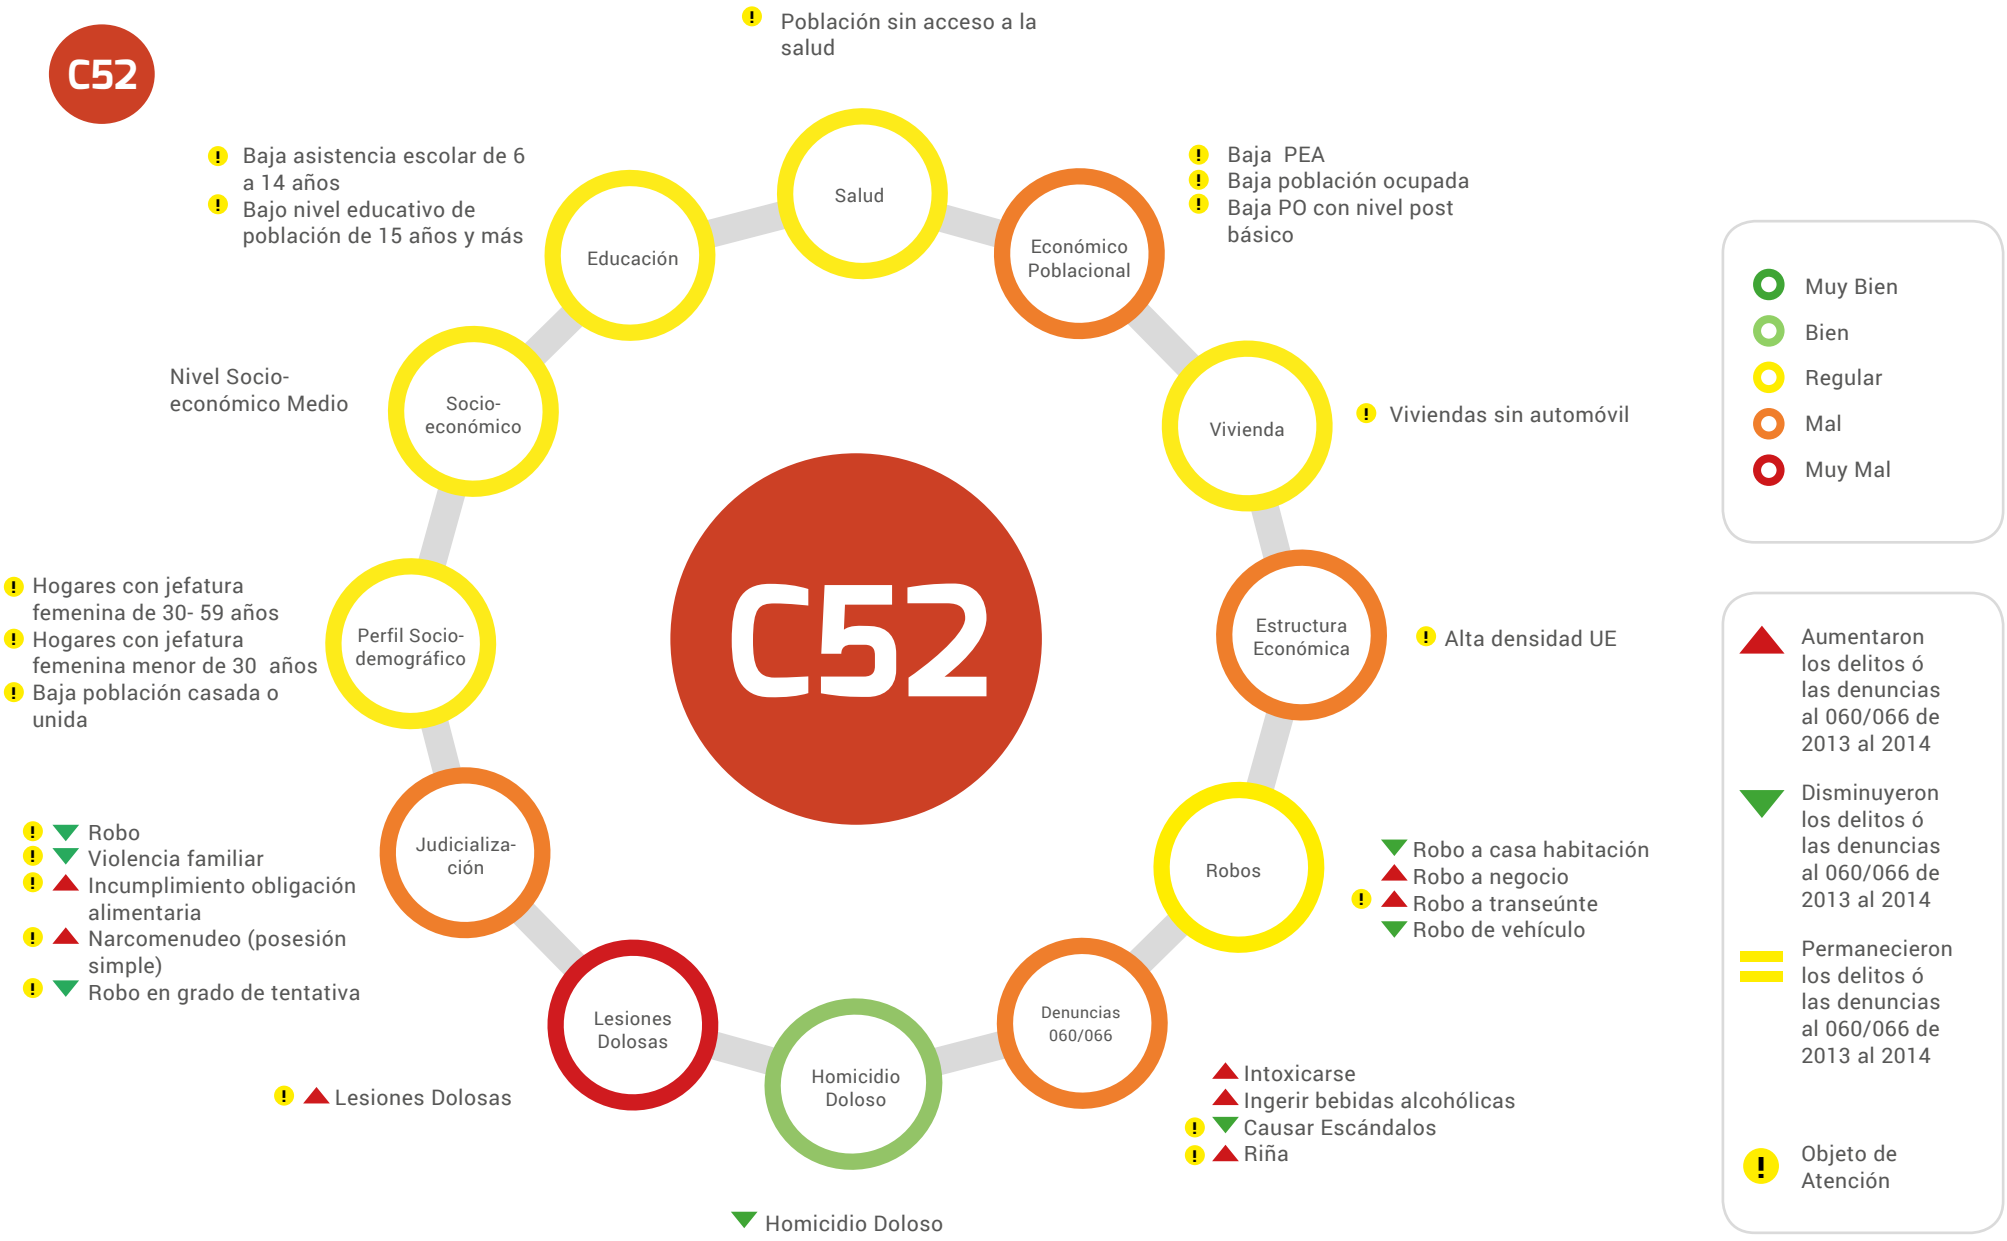 C52
Población sin acceso a la
salud
Baja asistencia escolar de 6
a 14 años
Bajo nivel educativo de
población de 15 años y más
Baja PEA
Baja población ocupada
Baja PO con nivel post
básico
Salud
Educación
Económico
Poblacional
Nivel Socio-
económico Medio
Socio-
económico
Vivienda
Viviendas sin automóvil
Muy Bien
Bien
Regular
Mal
Muy Mal
C52
Hogares con jefatura
femenina de 30- 59 años
Hogares con jefatura
femenina menor de 30 años
Baja población casada o
unida
Perfil Socio-
demográfico
Estructura
Económica
Alta densidad UE
Robo
Violencia familiar
Incumplimiento obligación
alimentaria
Narcomenudeo (posesión
simple)
Robo en grado de tentativa
Judicializa-
ción
Robos
Robo a casa habitación
Robo a negocio
Robo a transeúnte
Robo de vehículo
Lesiones
Dolosas
Lesiones Dolosas
Homicidio
Doloso
Homicidio Doloso
Denuncias
060/066
Intoxicarse
Ingerir bebidas alcohólicas
Causar Escándalos
Riña
Aumentaron
los delitos ó
las denuncias
al 060/066 de
2013 al 2014
Disminuyeron
los delitos ó
las denuncias
al 060/066 de
2013 al 2014
Permanecieron
los delitos ó
las denuncias
al 060/066 de
2013 al 2014
Objeto de
Atención